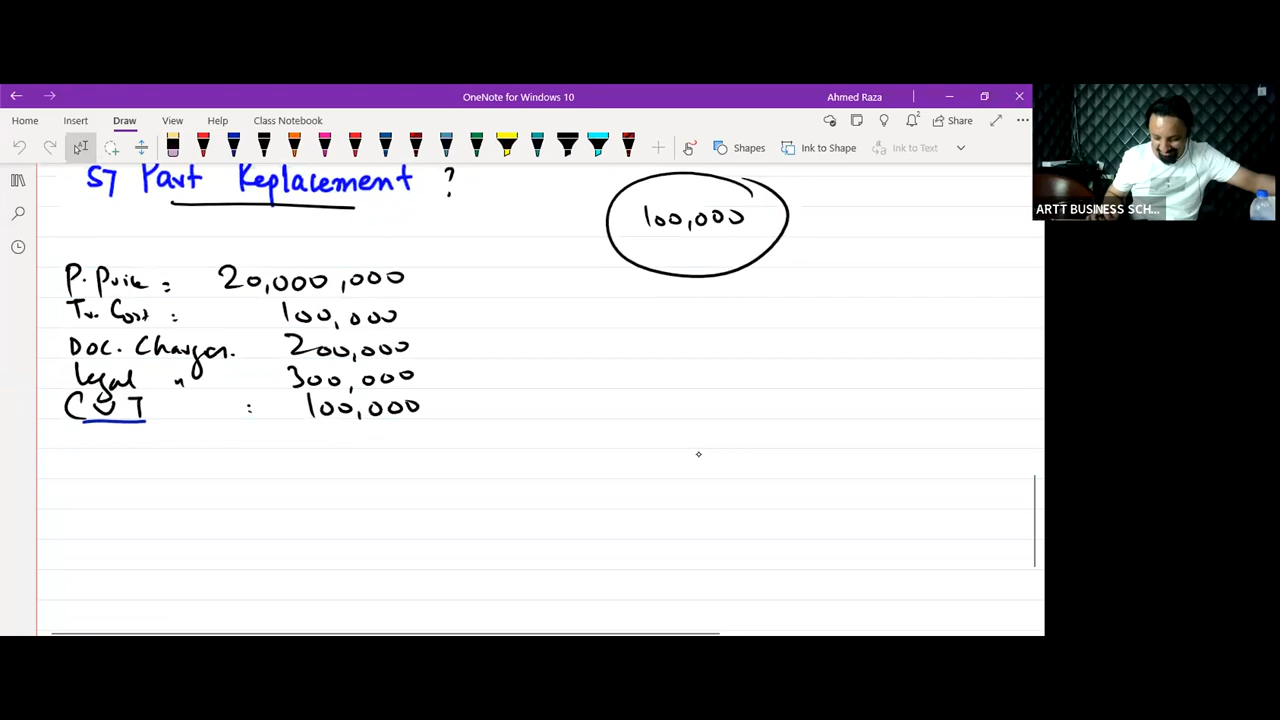 OneNote for Windows 10
Ahmed Raza
Home Insert Draw View Help Class Notebook
Share
Shapes Ink to Shape Ink to Text
ARTT BUSINESS SCH...
57 Part Replacement ?
100,000
P. Price = 20,000,000
Tr. Cost : 100,000
Doc. Charges. 200,000
Legal " 300,000
CVT : 100,000